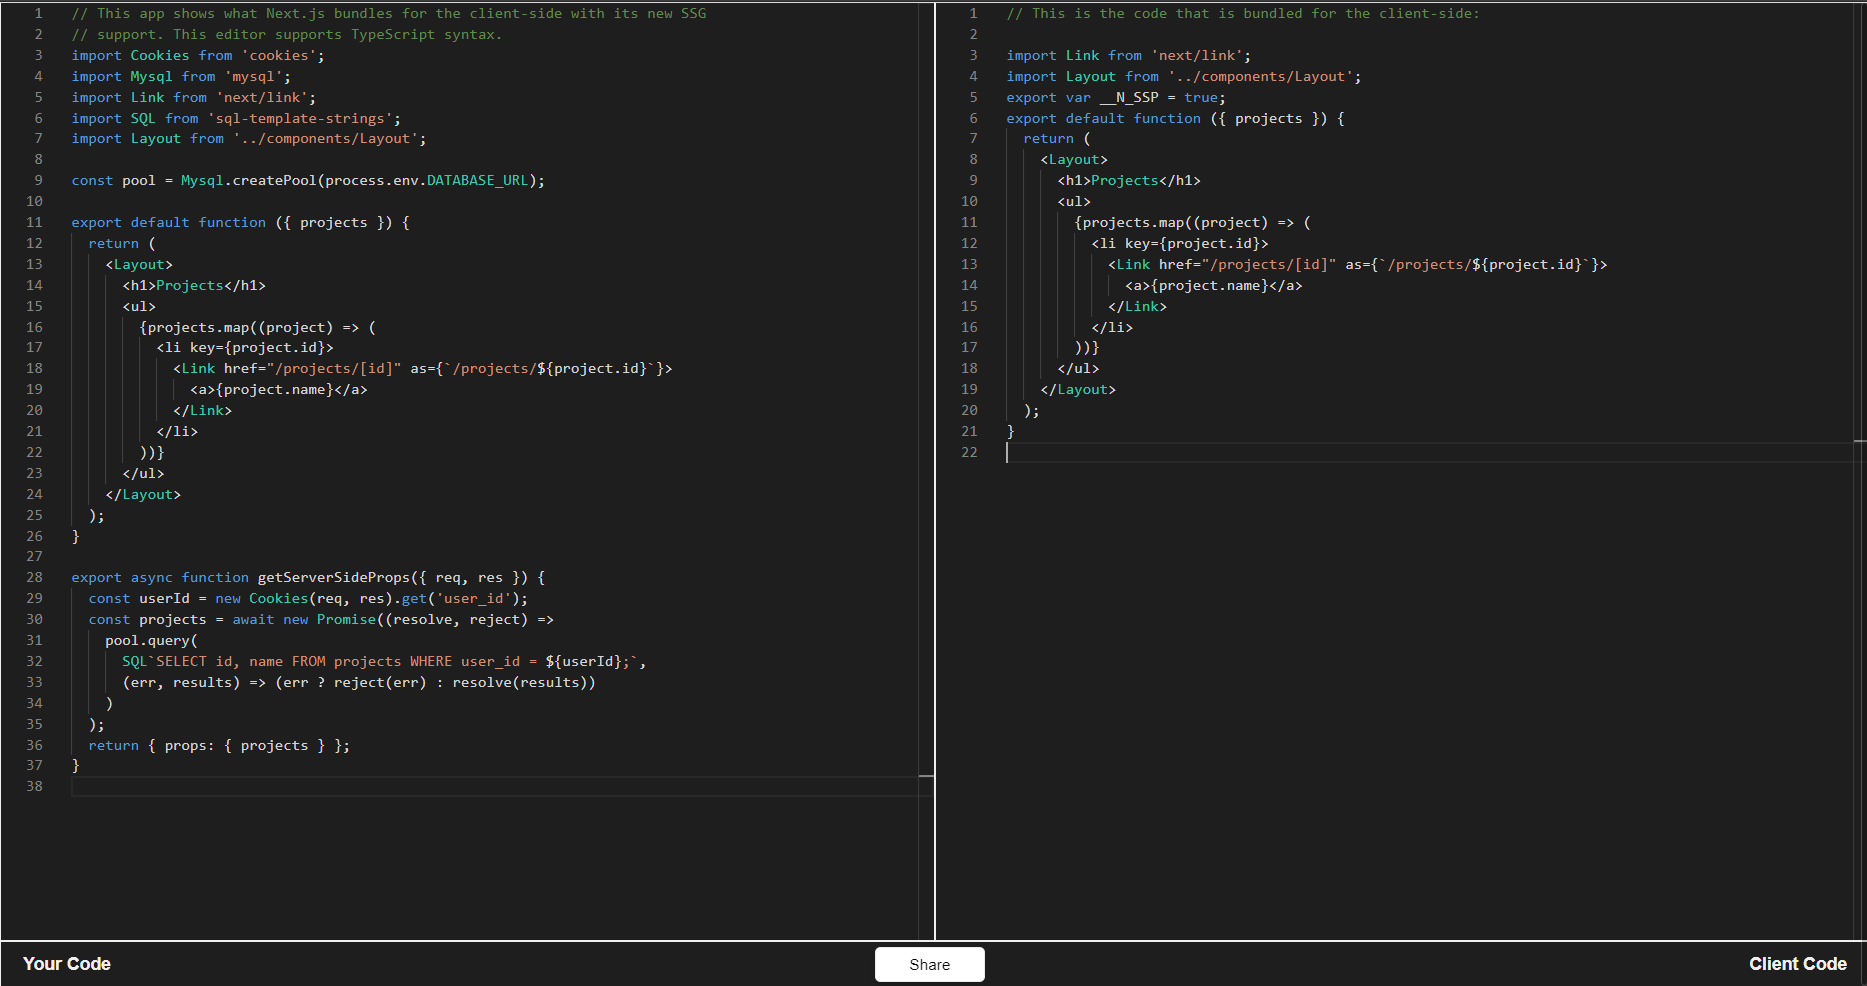 1 // This app shows what Next.js bundles for the client-side with its new SSG
2 // support. This editor supports TypeScript syntax.
3 import Cookies from 'cookies';
4 import Mysql from 'mysql';
5 import Link from 'next/link';
6 import SQL from 'sql-template-strings';
7 import Layout from '../components/Layout';
8
9 const pool = Mysql.createPool(process.env.DATABASE_URL);
10
11 export default function ({ projects }) {
12   return (
13     <Layout>
14       <h1>Projects</h1>
15       <ul>
16         {projects.map((project) => (
17           <li key={project.id}>
18             <Link href="/projects/[id]" as={`/projects/${project.id}`}>
19               <a>{project.name}</a>
20             </Link>
21           </li>
22         ))}
23       </ul>
24     </Layout>
25   );
26 }
27
28 export async function getServerSideProps({ req, res }) {
29   const userId = new Cookies(req, res).get('user_id');
30   const projects = await new Promise((resolve, reject) =>
31     pool.query(
32       SQL`SELECT id, name FROM projects WHERE user_id = ${userId};`,
33       (err, results) => (err ? reject(err) : resolve(results))
34     )
35   );
36   return { props: { projects } };
37 }
38
1 // This is the code that is bundled for the client-side:
2
3 import Link from 'next/link';
4 import Layout from '../components/Layout';
5 export var __N_SSP = true;
6 export default function ({ projects }) {
7   return (
8     <Layout>
9       <h1>Projects</h1>
10       <ul>
11         {projects.map((project) => (
12           <li key={project.id}>
13             <Link href="/projects/[id]" as={`/projects/${project.id}`}>
14               <a>{project.name}</a>
15             </Link>
16           </li>
17         ))}
18       </ul>
19     </Layout>
20   );
21 }
22
Your Code
Share
Client Code